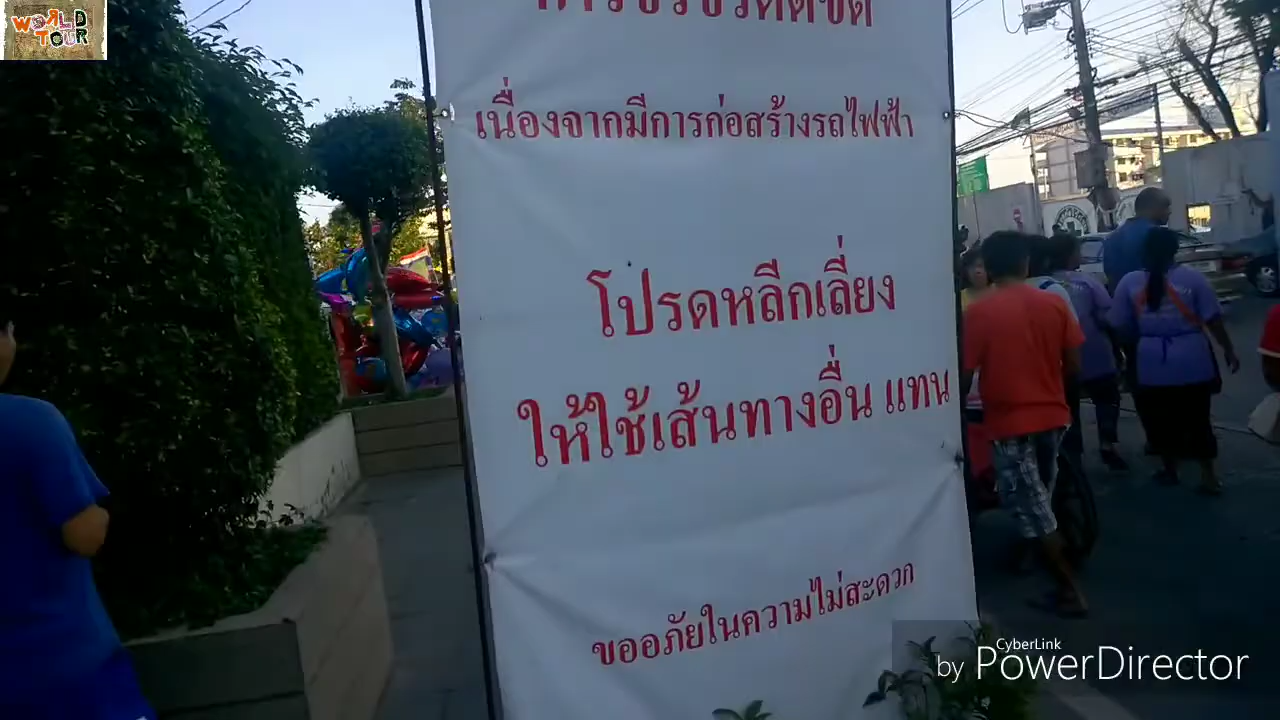 WORLD
TOUR
เนื่องจากมีการก่อสร้างรถไฟฟ้า
โปรดหลีกเลี่ยง
ให้ใช้เส้นทางอื่น แทน
ขออภัยในความไม่สะดวก
CyberLink
by PowerDirector